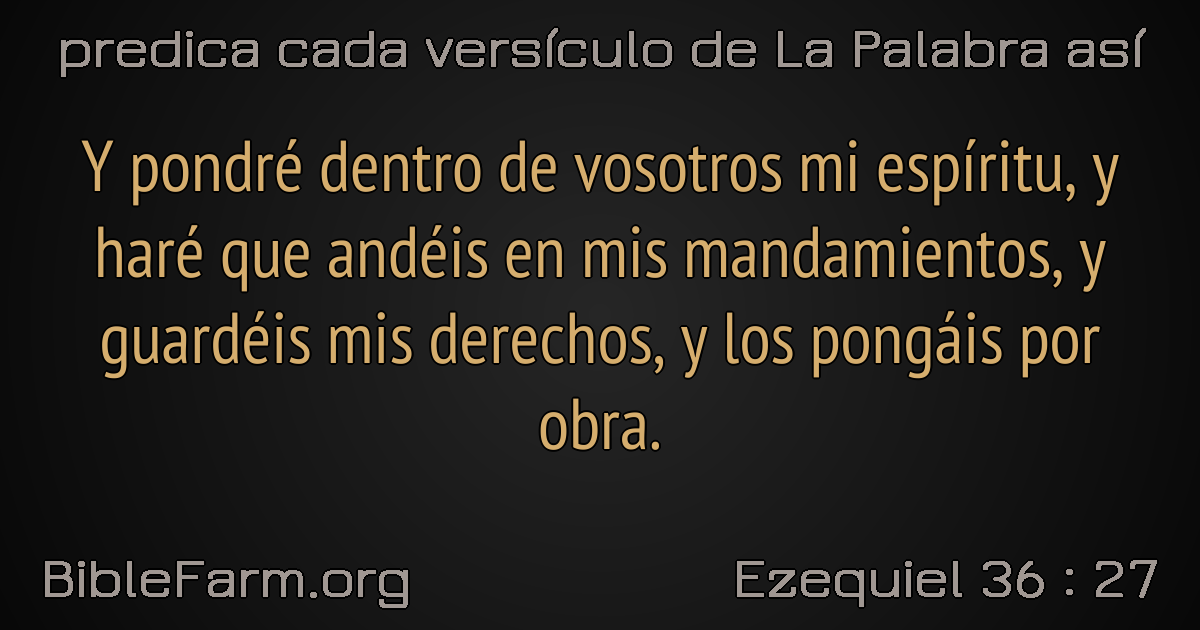 predica cada versículo de La Palabra así
Y pondré dentro de vosotros mi espíritu, y
haré que andéis en mis mandamientos, y
guardéis mis derechos, y los pongáis por
obra.
BibleFarm.org
Ezequiel 36 : 27